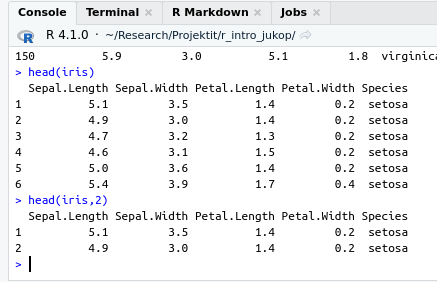 Console Terminal × R Markdown × Jobs ×
R R 4.1.0 · ~/Research/Projektit/r_intro_jukop/
150 5.9 3.0 5.1 1.8 virginica
> head(iris)
Sepal.Length Sepal.Width Petal.Length Petal.Width Species
1 5.1 3.5 1.4 0.2 setosa
2 4.9 3.0 1.4 0.2 setosa
3 4.7 3.2 1.3 0.2 setosa
4 4.6 3.1 1.5 0.2 setosa
5 5.0 3.6 1.4 0.2 setosa
6 5.4 3.9 1.7 0.4 setosa
> head(iris,2)
Sepal.Length Sepal.Width Petal.Length Petal.Width Species
1 5.1 3.5 1.4 0.2 setosa
2 4.9 3.0 1.4 0.2 setosa
>